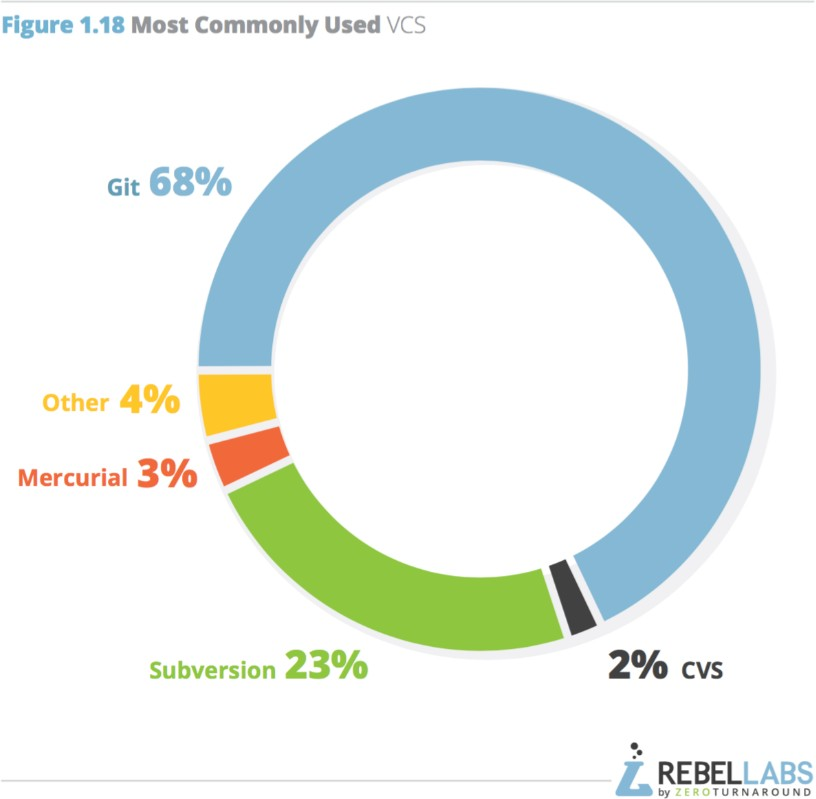 Figure 1.18 Most Commonly Used VCS
Git 68%
Other 4%
Mercurial 3%
Subversion 23%
2% CVS
REBELLABS
by ZEROTURNAROUND